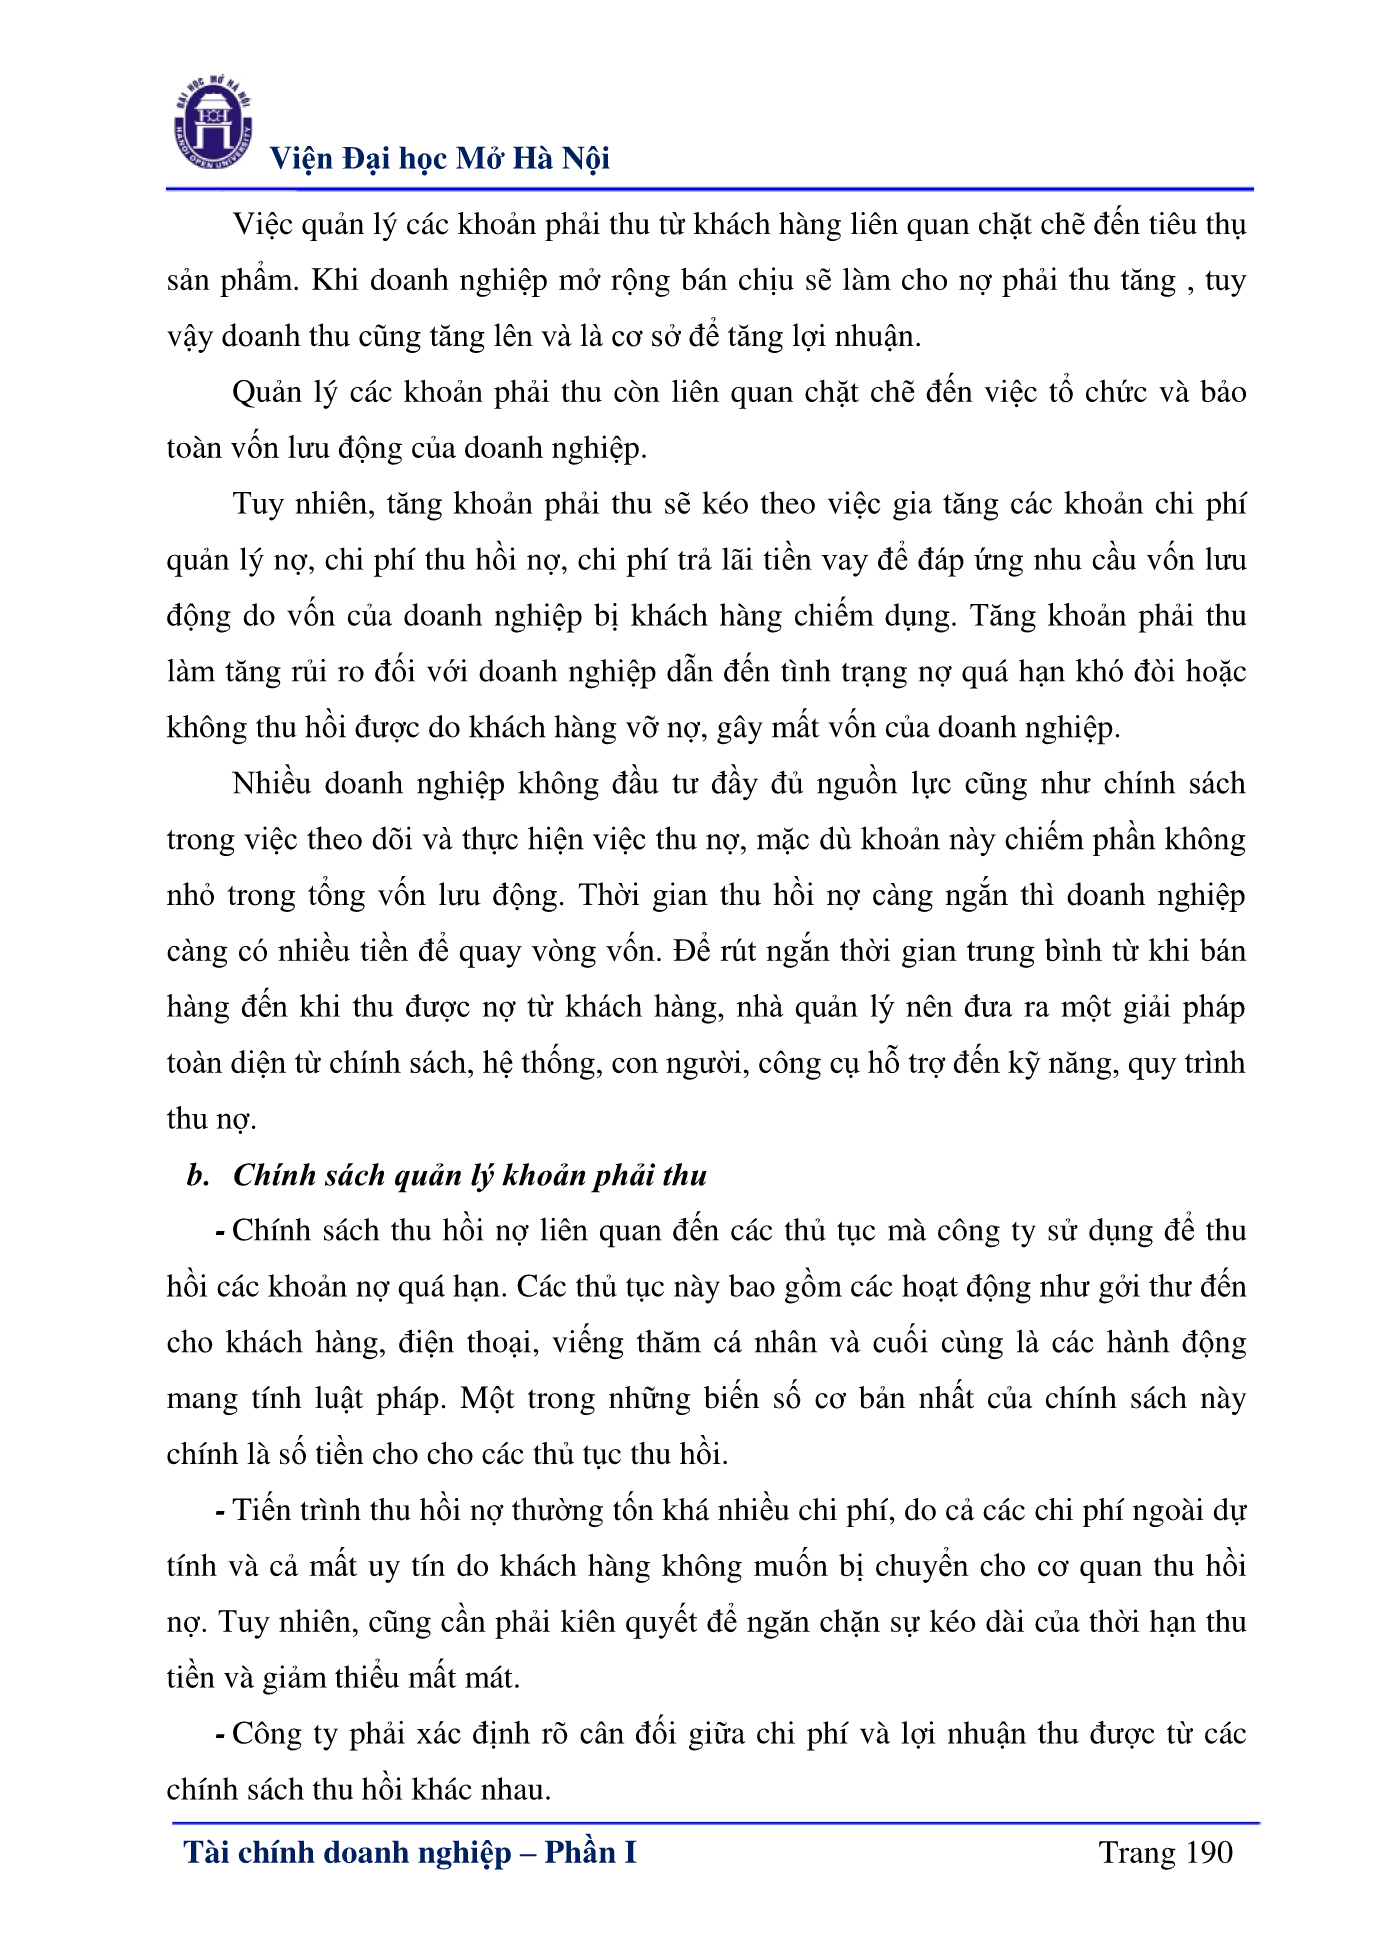 ĐẠI HỌC MỞ HÀ NỘI
HANOI OPEN UNIVERSITY
Viện Đại học Mở Hà Nội
Việc quản lý các khoản phải thu từ khách hàng liên quan chặt chẽ đến tiêu thụ
sản phẩm. Khi doanh nghiệp mở rộng bán chịu sẽ làm cho nợ phải thu tăng , tuy
vậy doanh thu cũng tăng lên và là cơ sở để tăng lợi nhuận.
Quản lý các khoản phải thu còn liên quan chặt chẽ đến việc tổ chức và bảo
toàn vốn lưu động của doanh nghiệp.
Tuy nhiên, tăng khoản phải thu sẽ kéo theo việc gia tăng các khoản chi phí
quản lý nợ, chi phí thu hồi nợ, chi phí trả lãi tiền vay để đáp ứng nhu cầu vốn lưu
động do vốn của doanh nghiệp bị khách hàng chiếm dụng. Tăng khoản phải thu
làm tăng rủi ro đối với doanh nghiệp dẫn đến tình trạng nợ quá hạn khó đòi hoặc
không thu hồi được do khách hàng vỡ nợ, gây mất vốn của doanh nghiệp.
Nhiều doanh nghiệp không đầu tư đầy đủ nguồn lực cũng như chính sách
trong việc theo dõi và thực hiện việc thu nợ, mặc dù khoản này chiếm phần không
nhỏ trong tổng vốn lưu động. Thời gian thu hồi nợ càng ngắn thì doanh nghiệp
càng có nhiều tiền để quay vòng vốn. Để rút ngắn thời gian trung bình từ khi bán
hàng đến khi thu được nợ từ khách hàng, nhà quản lý nên đưa ra một giải pháp
toàn diện từ chính sách, hệ thống, con người, công cụ hỗ trợ đến kỹ năng, quy trình
thu nợ.
b. Chính sách quản lý khoản phải thu
- Chính sách thu hồi nợ liên quan đến các thủ tục mà công ty sử dụng để thu
hồi các khoản nợ quá hạn. Các thủ tục này bao gồm các hoạt động như gởi thư đến
cho khách hàng, điện thoại, viếng thăm cá nhân và cuối cùng là các hành động
mang tính luật pháp. Một trong những biến số cơ bản nhất của chính sách này
chính là số tiền cho cho các thủ tục thu hồi.
- Tiến trình thu hồi nợ thường tốn khá nhiều chi phí, do cả các chi phí ngoài dự
tính và cả mất uy tín do khách hàng không muốn bị chuyển cho cơ quan thu hồi
nợ. Tuy nhiên, cũng cần phải kiên quyết để ngăn chặn sự kéo dài của thời hạn thu
tiền và giảm thiểu mất mát.
- Công ty phải xác định rõ cân đối giữa chi phí và lợi nhuận thu được từ các
chính sách thu hồi khác nhau.
Tài chính doanh nghiệp – Phần I Trang 190